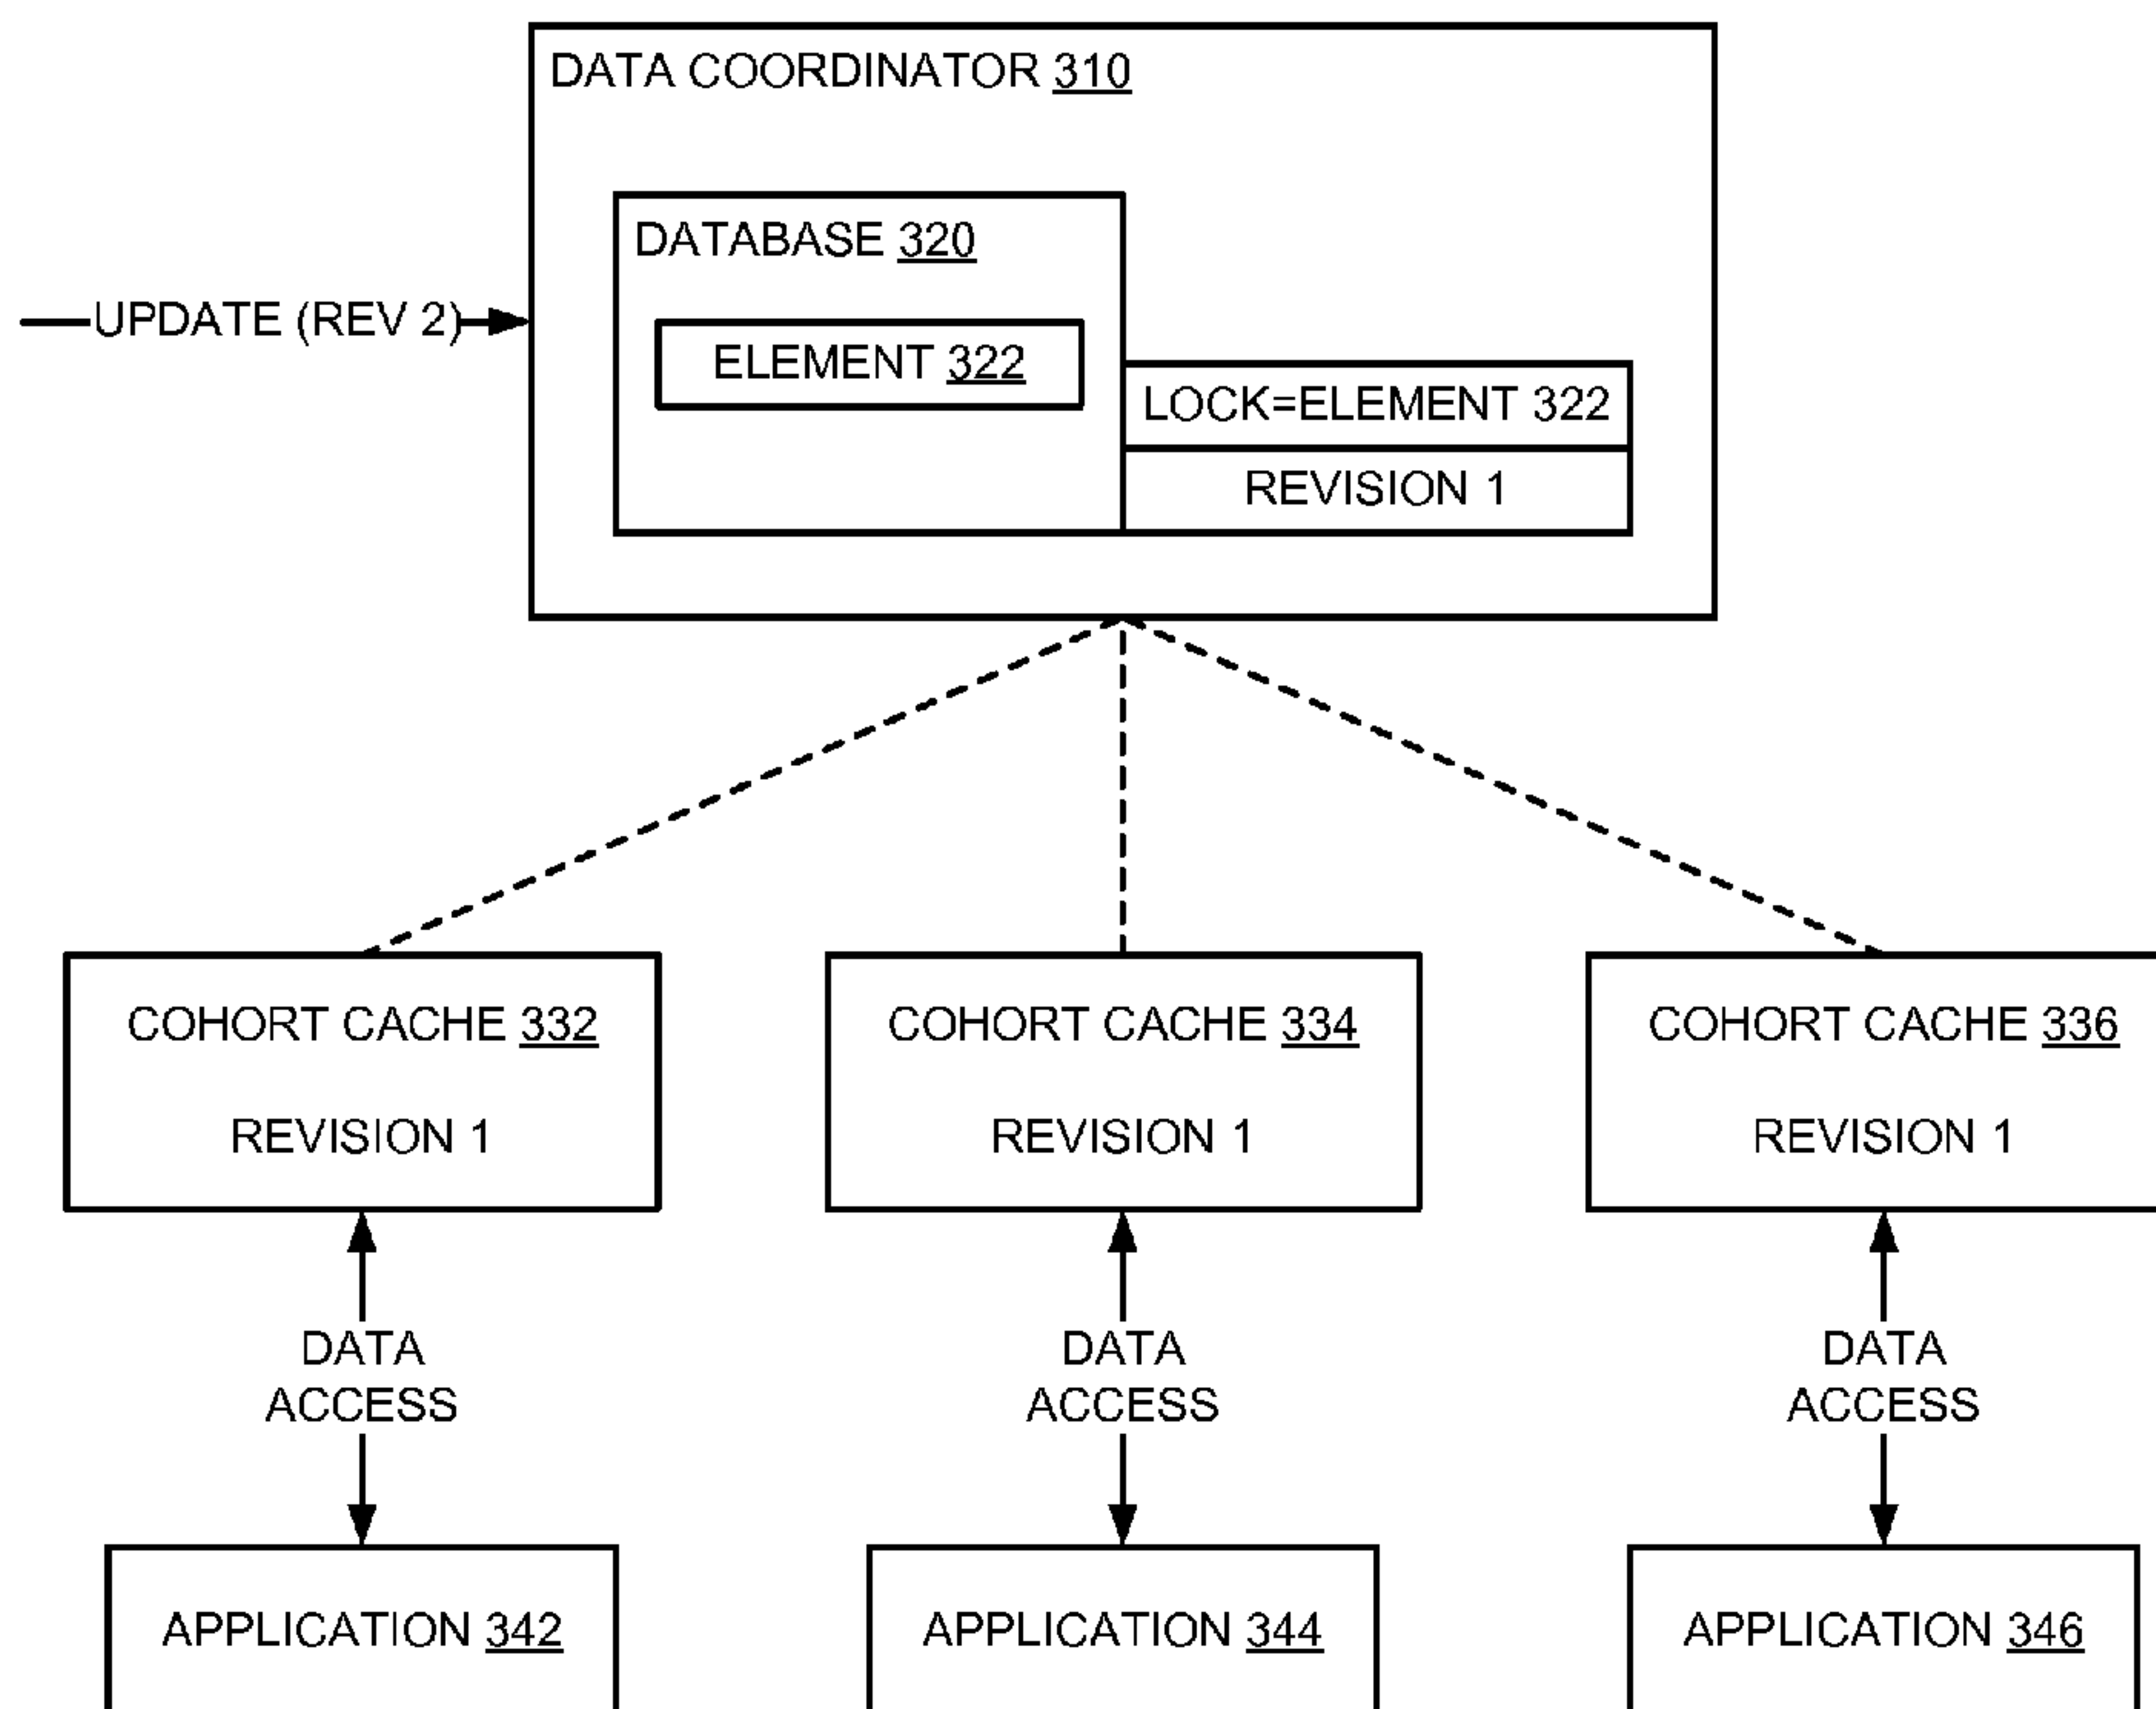 DATA COORDINATOR 310
DATABASE 320
UPDATE (REV 2)
ELEMENT 322
LOCK=ELEMENT 322
REVISION 1
COHORT CACHE 332
REVISION 1
COHORT CACHE 334
REVISION 1
COHORT CACHE 336
REVISION 1
DATA
ACCESS
DATA
ACCESS
DATA
ACCESS
APPLICATION 342
APPLICATION 344
APPLICATION 346